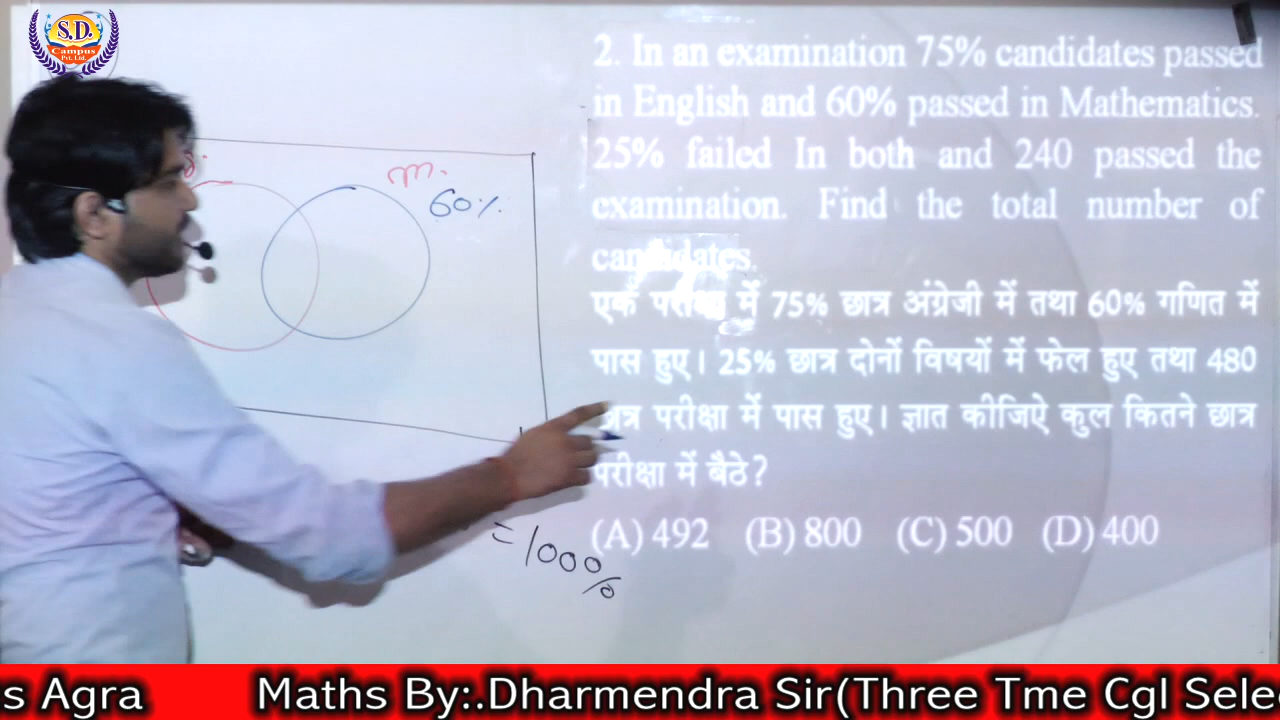 S.D.
Campus
Pvt. Ltd.
2. In an examination 75% candidates passed
in English and 60% passed in Mathematics.
25% failed In both and 240 passed the
examination. Find the total number of
candidates.
एक परीक्षा में 75% छात्र अंग्रेजी में तथा 60% गणित में
पास हुए। 25% छात्र दोनों विषयों में फेल हुए तथा 480
छात्र परीक्षा में पास हुए। ज्ञात कीजिऐ कुल कितने छात्र
परीक्षा में बैठे?
(A) 492 (B) 800 (C) 500 (D) 400
m.
60%
=100%
s Agra Maths By:.Dharmendra Sir(Three Tme Cgl Sele